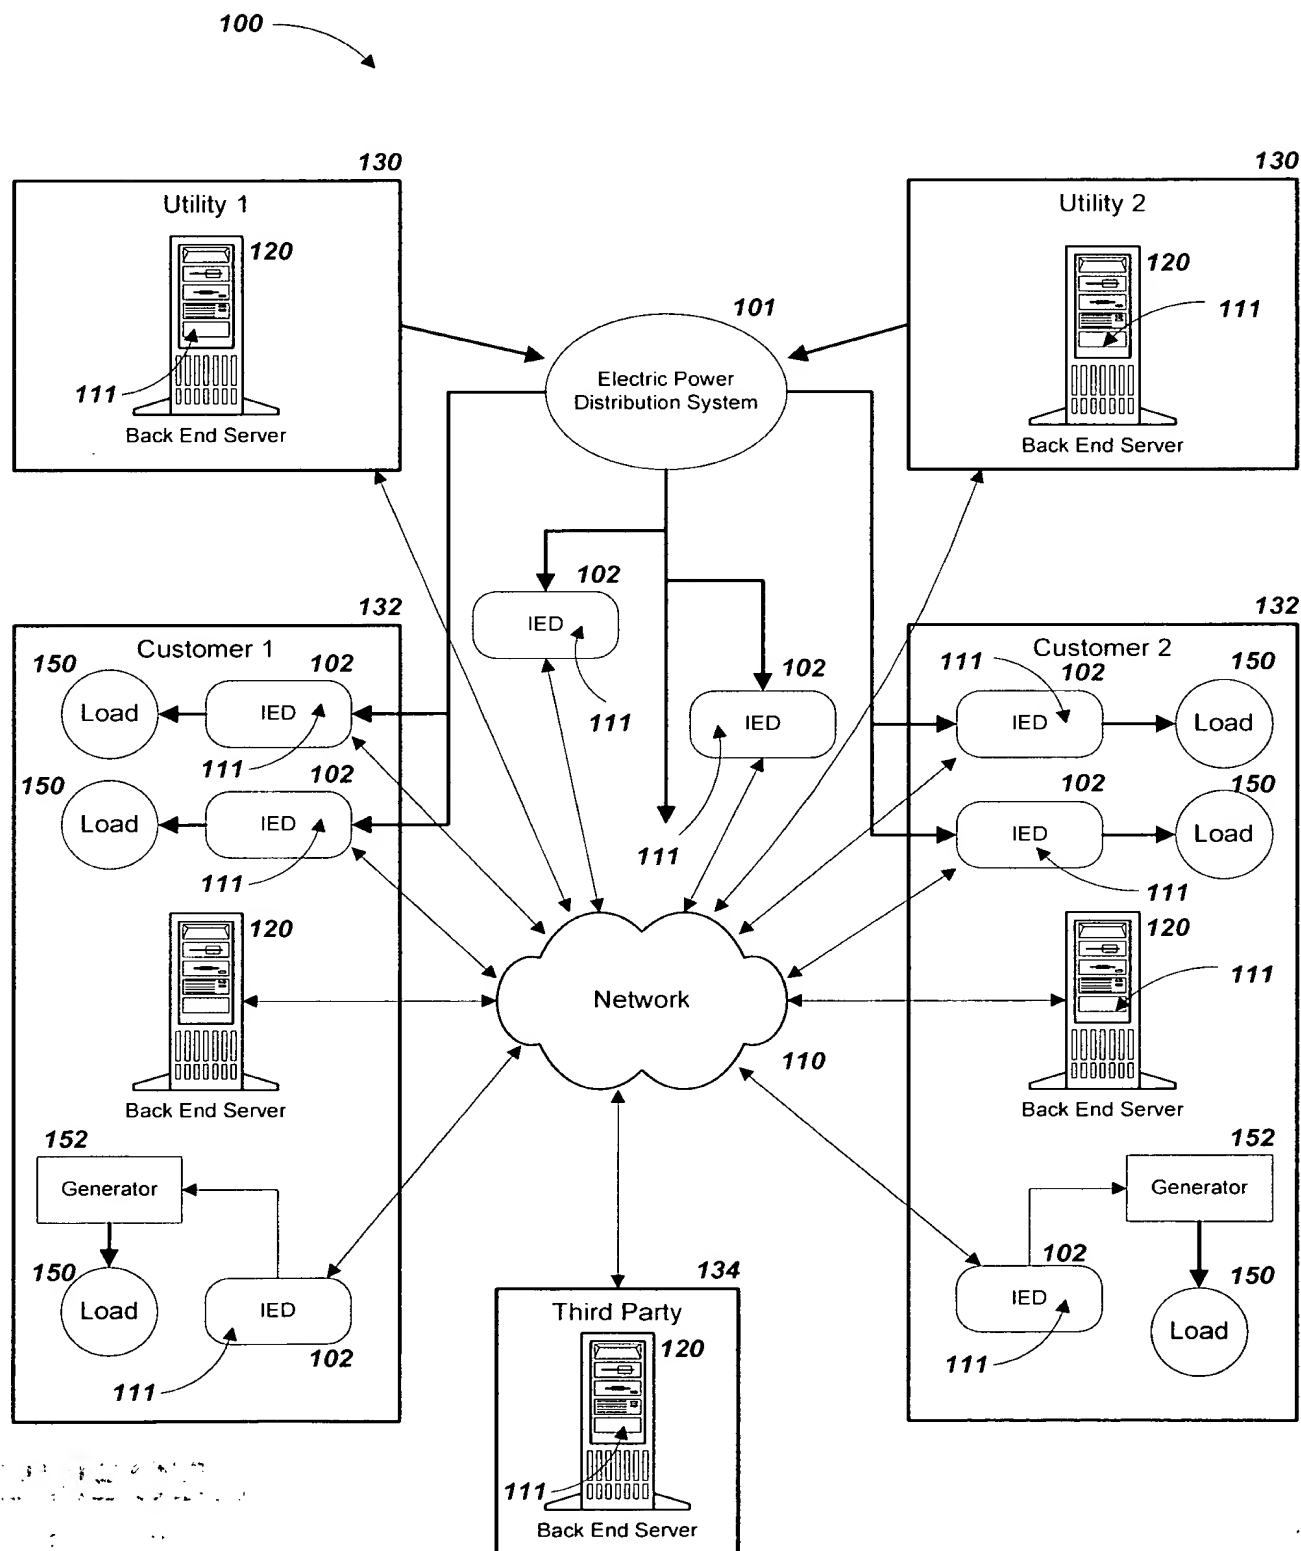 100
130
130
Utility 1
Utility 2
120
120
101
111
111
Electric Power
Distribution System
Back End Server
Back End Server
102
IED
111
132
132
Customer 1
Customer 2
150
102
102
111
102
150
Load
IED
IED
IED
Load
111
111
150
102
102
150
Load
IED
IED
Load
111
111
111
120
120
111
Network
110
Back End Server
Back End Server
152
152
Generator
Generator
150
102
150
Load
IED
IED
Load
134
102
111
111
Third Party
120
111
Back End Server